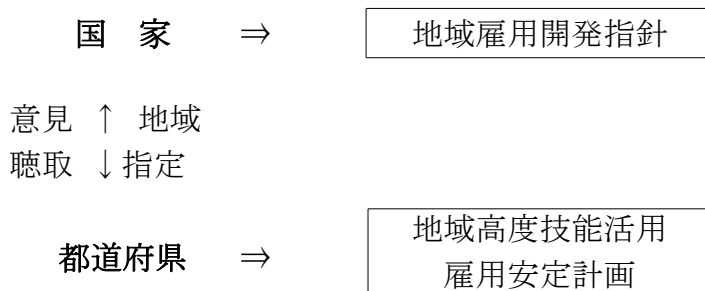 国 家 ⇒ 地域雇用開発指針
意見 ↑ 地域
聴取 ↓指定
都道府県 ⇒ 地域高度技能活用
雇用安定計画